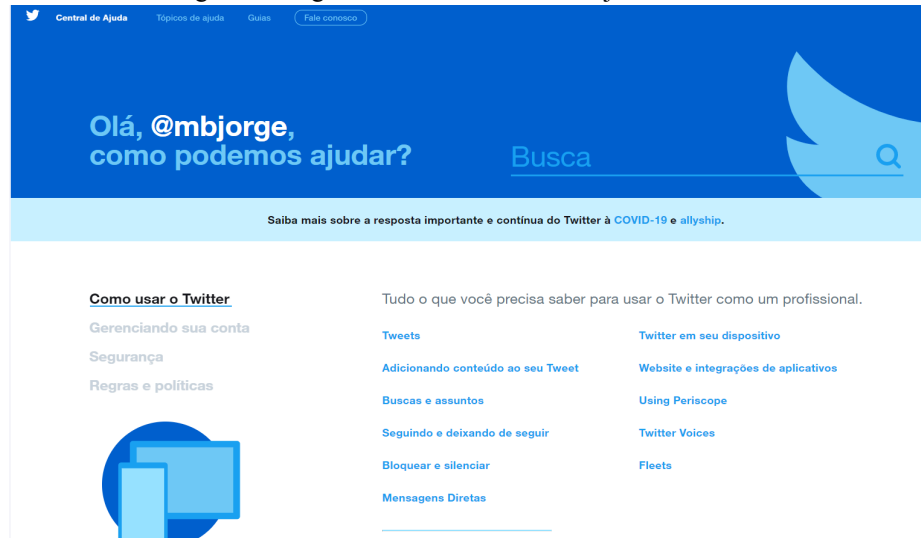 Central de Ajuda Tópicos de ajuda Guias Fale conosco
Olá, @mbjorge,
como podemos ajudar?
Busca
Saiba mais sobre a resposta importante e contínua do Twitter à COVID-19 e allyship.
Como usar o Twitter
Gerenciando sua conta
Segurança
Regras e políticas
Tudo o que você precisa saber para usar o Twitter como um profissional.
Tweets
Adicionando conteúdo ao seu Tweet
Buscas e assuntos
Seguindo e deixando de seguir
Bloquear e silenciar
Mensagens Diretas
Twitter em seu dispositivo
Website e integrações de aplicativos
Using Periscope
Twitter Voices
Fleets